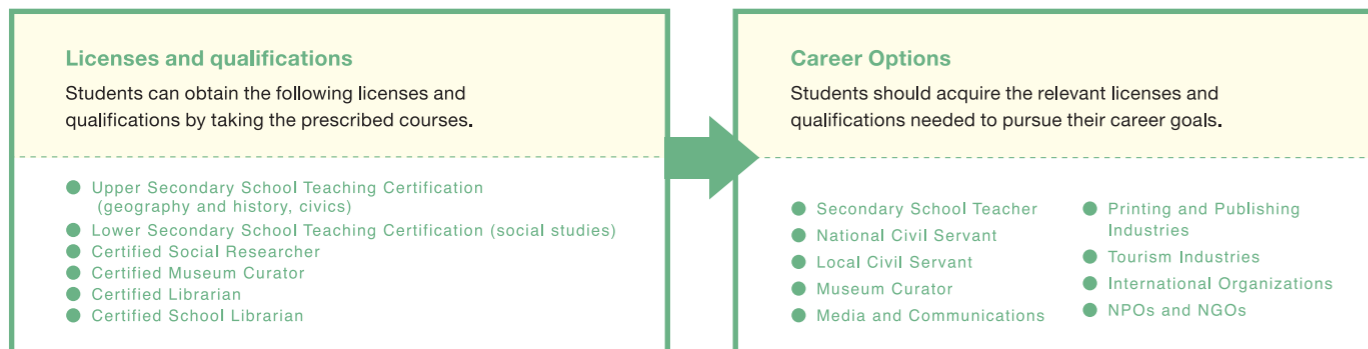 Licenses and qualifications
Students can obtain the following licenses and
qualifications by taking the prescribed courses.
● Upper Secondary School Teaching Certification
(geography and history, civics)
● Lower Secondary School Teaching Certification (social studies)
● Certified Social Researcher
● Certified Museum Curator
● Certified Librarian
● Certified School Librarian
Career Options
Students should acquire the relevant licenses and
qualifications needed to pursue their career goals.
● Secondary School Teacher
● National Civil Servant
● Local Civil Servant
● Museum Curator
● Media and Communications
● Printing and Publishing
Industries
● Tourism Industries
● International Organizations
● NPOs and NGOs